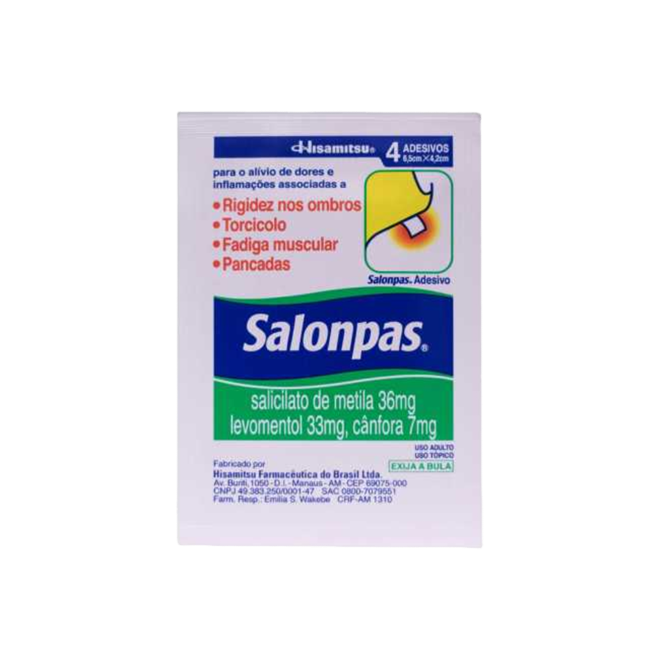 Hisamitsu® 4 ADESIVOS
6,5cm×4,2cm
para o alívio de dores e
inflamações associadas a
•Rigidez nos ombros
•Torcicolo
•Fadiga muscular
•Pancadas
Salonpas® Adesivo
Salonpas®
salicilato de metila 36mg
levomentol 33mg, cânfora 7mg
USO ADULTO
USO TÓPICO
EXIJA A BULA
Fabricado por
Hisamitsu Farmacêutica do Brasil Ltda.
Av. Buriti, 1050 - D.I. - Manaus - AM - CEP 69075-000
CNPJ 49.383.250/0001-47 SAC 0800-7079551
Farm. Resp.: Emilia S. Wakebe CRF-AM 1310